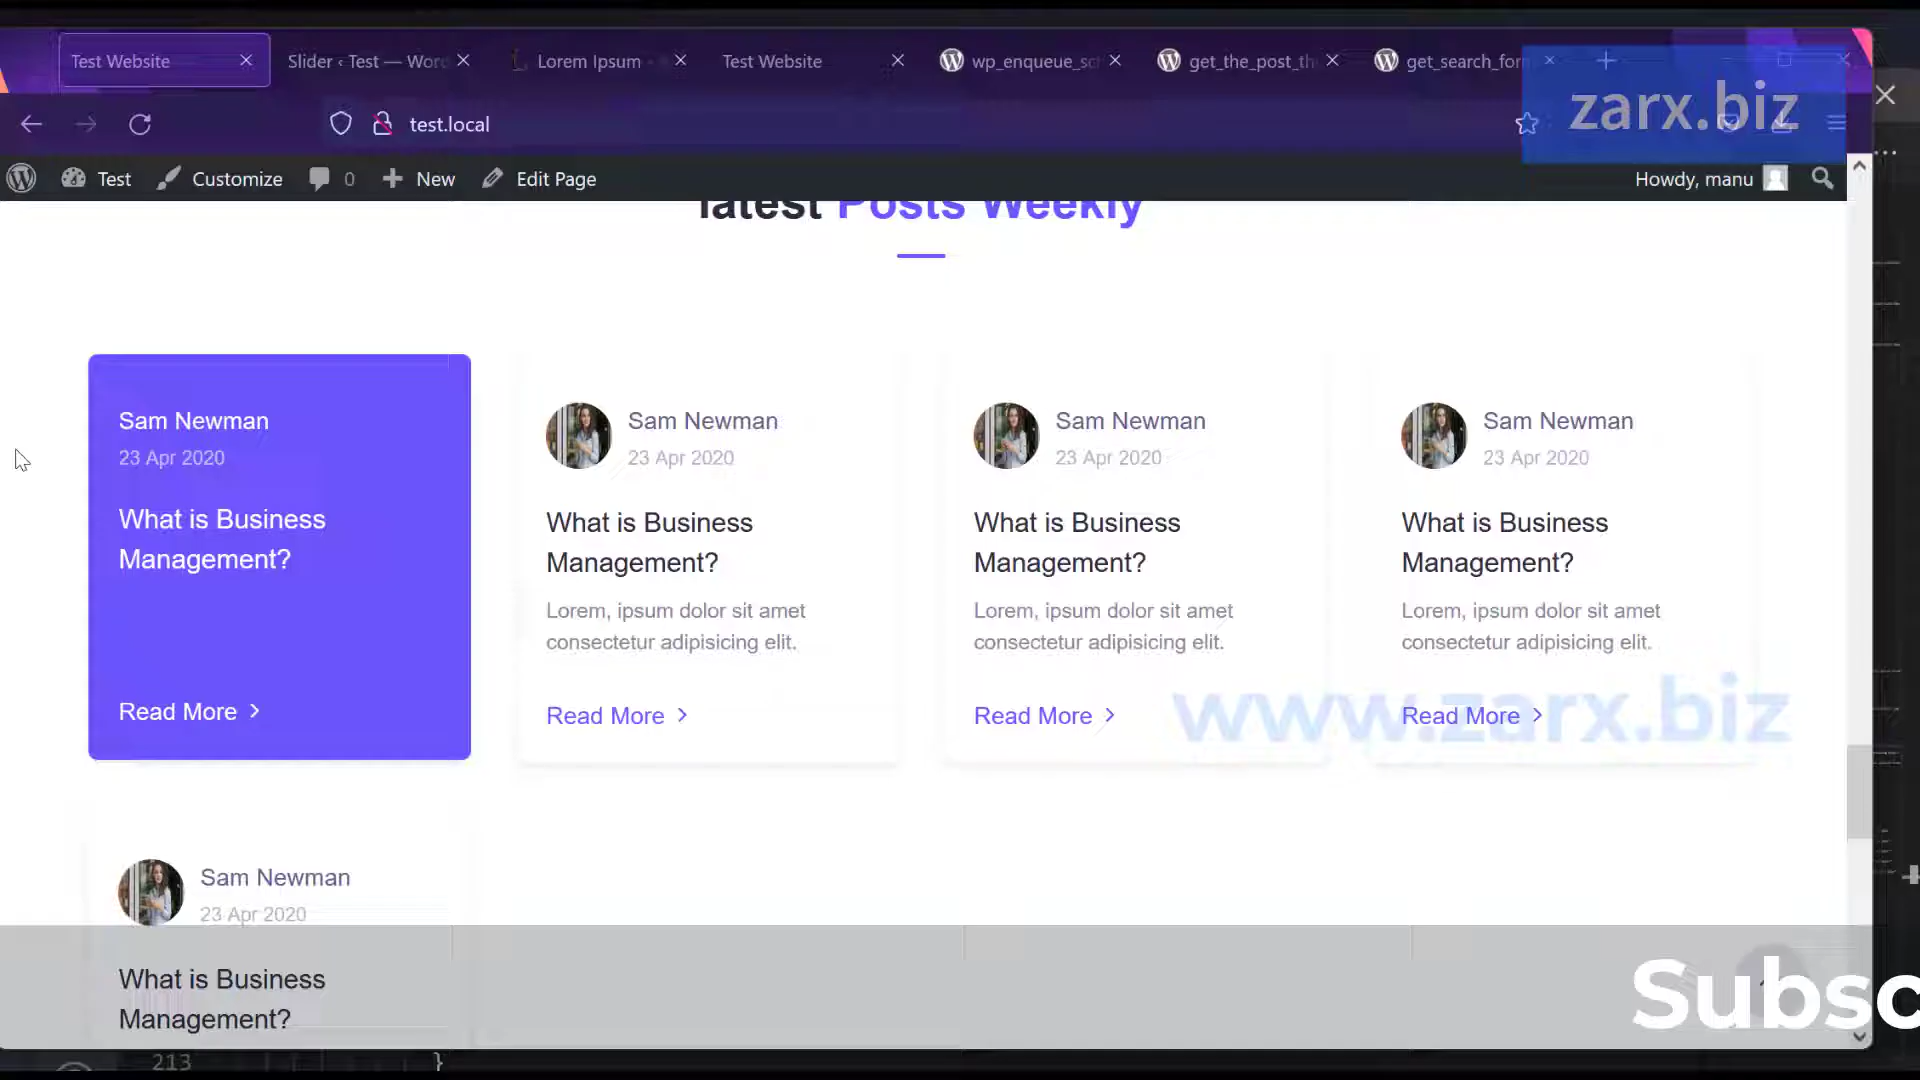 Test Website
Slider ‹ Test — Word
Lorem Ipsum -
Test Website
wp_enqueue_sc
get_the_post_th
get_search_form
zarx.biz
test.local
Test
Customize
0
New
Edit Page
Howdy, manu
latest Posts Weekly
Sam Newman
23 Apr 2020
What is Business
Management?
Read More
Sam Newman
23 Apr 2020
What is Business
Management?
Lorem, ipsum dolor sit amet
consectetur adipisicing elit.
Read More
Sam Newman
23 Apr 2020
What is Business
Management?
Lorem, ipsum dolor sit amet
consectetur adipisicing elit.
Read More
Sam Newman
23 Apr 2020
What is Business
Management?
Lorem, ipsum dolor sit amet
consectetur adipisicing elit.
Read More
www.zarx.biz
Sam Newman
23 Apr 2020
What is Business
Management?
Subsc
213 }